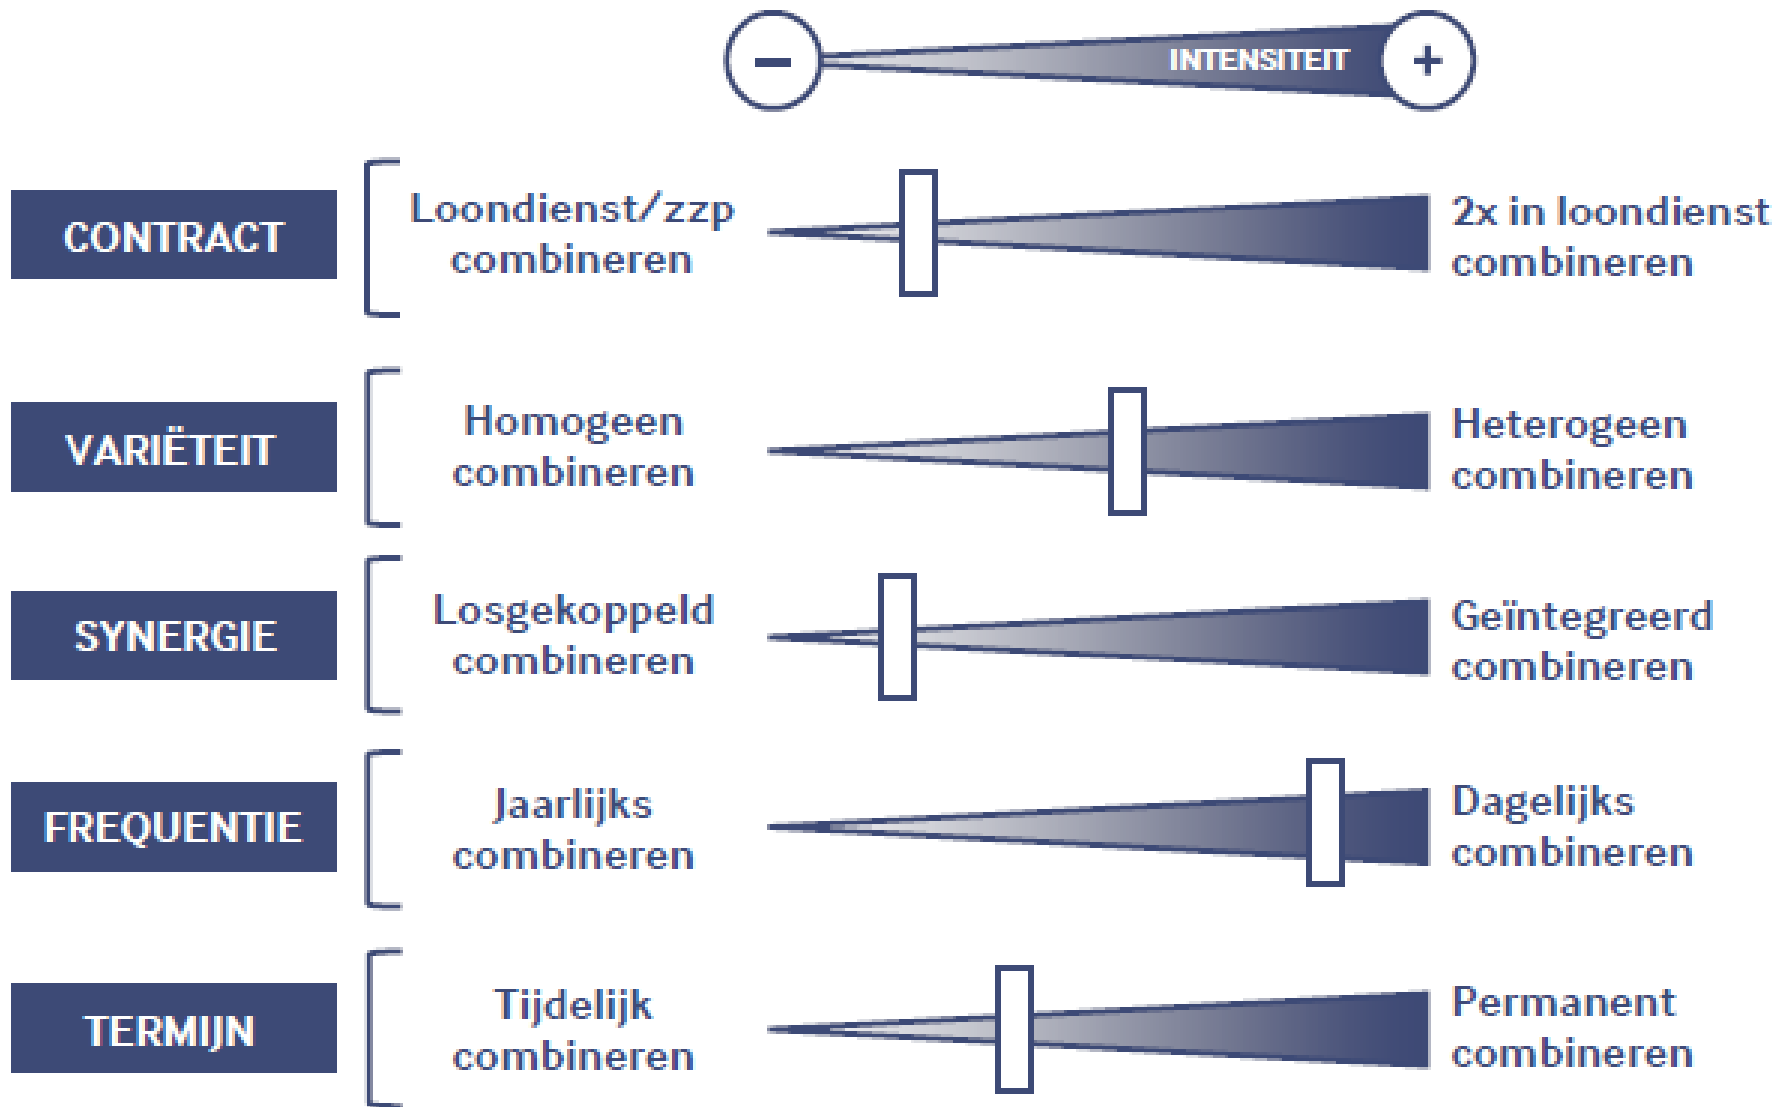 −
INTENSITEIT
+
CONTRACT
Loondienst/zzp
combineren
2x in loondienst
combineren
VARIËTEIT
Homogeen
combineren
Heterogeen
combineren
SYNERGIE
Losgekoppeld
combineren
Geïntegreerd
combineren
FREQUENTIE
Jaarlijks
combineren
Dagelijks
combineren
TERMIJN
Tijdelijk
combineren
Permanent
combineren